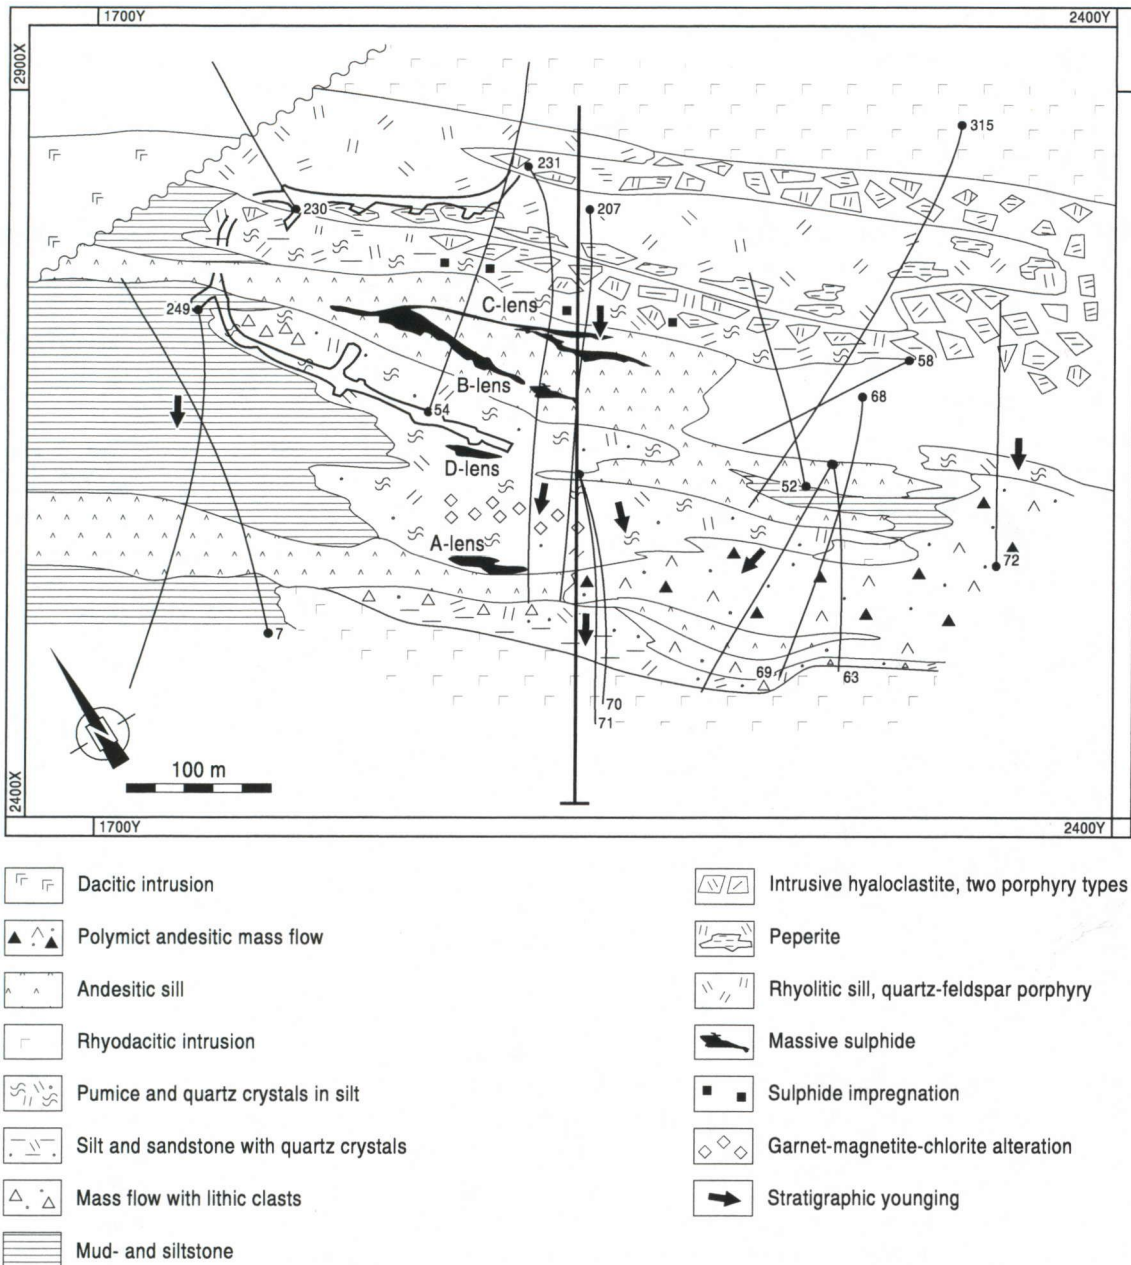 1700Y
2400Y
2900X
315
231
230
207
249
C-lens
58
B-lens
68
54
D-lens
52
A-lens
72
7
69
63
70
71
N
100 m
2400X
1700Y
2400Y
Dacitic intrusion
Polymict andesitic mass flow
Andesitic sill
Rhyodacitic intrusion
Pumice and quartz crystals in silt
Silt and sandstone with quartz crystals
Mass flow with lithic clasts
Mud- and siltstone
Intrusive hyaloclastite, two porphyry types
Peperite
Rhyolitic sill, quartz-feldspar porphyry
Massive sulphide
Sulphide impregnation
Garnet-magnetite-chlorite alteration
Stratigraphic younging